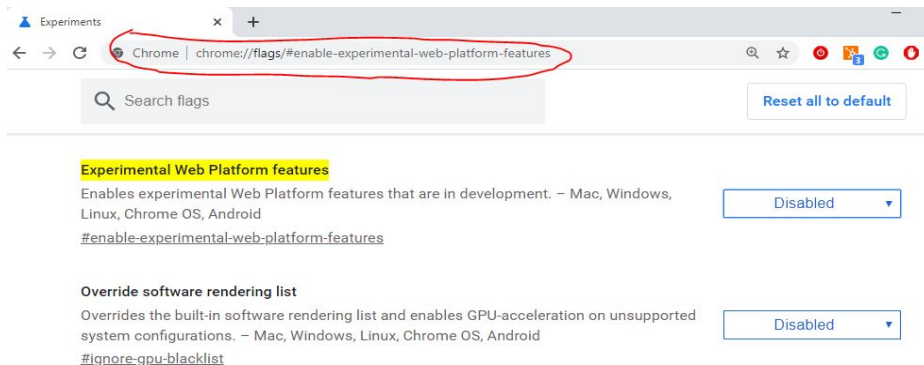 Experiments
Chrome | chrome://flags/#enable-experimental-web-platform-features
3
Search flags
Reset all to default
Experimental Web Platform features
Enables experimental Web Platform features that are in development. – Mac, Windows,
Linux, Chrome OS, Android
#enable-experimental-web-platform-features
Disabled
Override software rendering list
Overrides the built-in software rendering list and enables GPU-acceleration on unsupported
system configurations. – Mac, Windows, Linux, Chrome OS, Android
#ignore-gpu-blacklist
Disabled